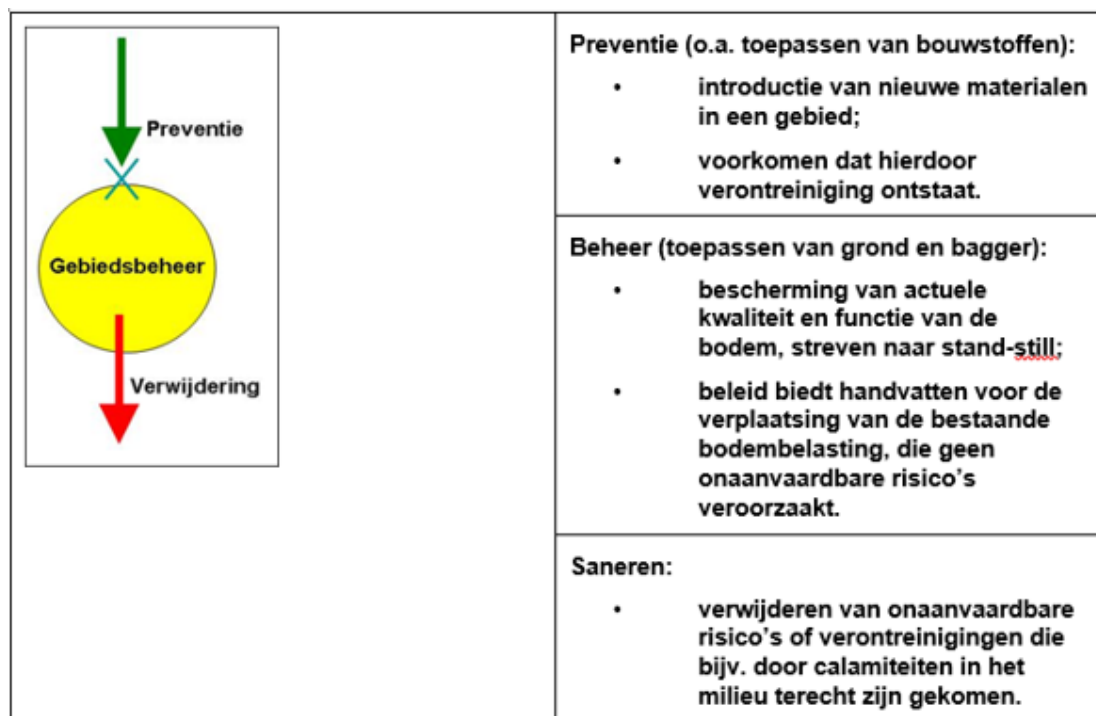 Preventie
Gebiedsbeheer
Verwijdering
Preventie (o.a. toepassen van bouwstoffen):
• introductie van nieuwe materialen
in een gebied;
• voorkomen dat hierdoor
verontreiniging ontstaat.
Beheer (toepassen van grond en bagger):
• bescherming van actuele
kwaliteit en functie van de
bodem, streven naar stand-still;
• beleid biedt handvatten voor de
verplaatsing van de bestaande
bodembelasting, die geen
onaanvaardbare risico's
veroorzaakt.
Saneren:
• verwijderen van onaanvaardbare
risico's of verontreinigingen die
bijv. door calamiteiten in het
milieu terecht zijn gekomen.